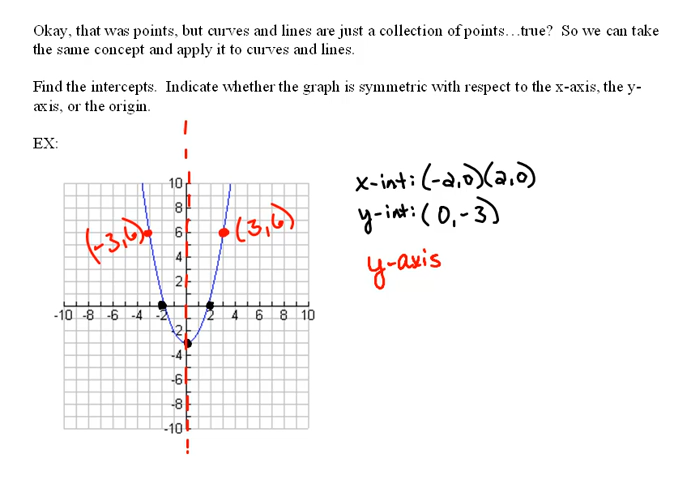 Okay, that was points, but curves and lines are just a collection of points…true?  So we can take
the same concept and apply it to curves and lines.
Find the intercepts.  Indicate whether the graph is symmetric with respect to the x-axis, the y-
axis, or the origin.
EX:
x-int: (-2,0)(2,0)
y-int: (0,-3)
y-axis
(-3,6)
(3,6)
10
8
6
4
2
-10 -8 -6 -4 -2 2 4 6 8 10
-2
-4
-6
-8
-10